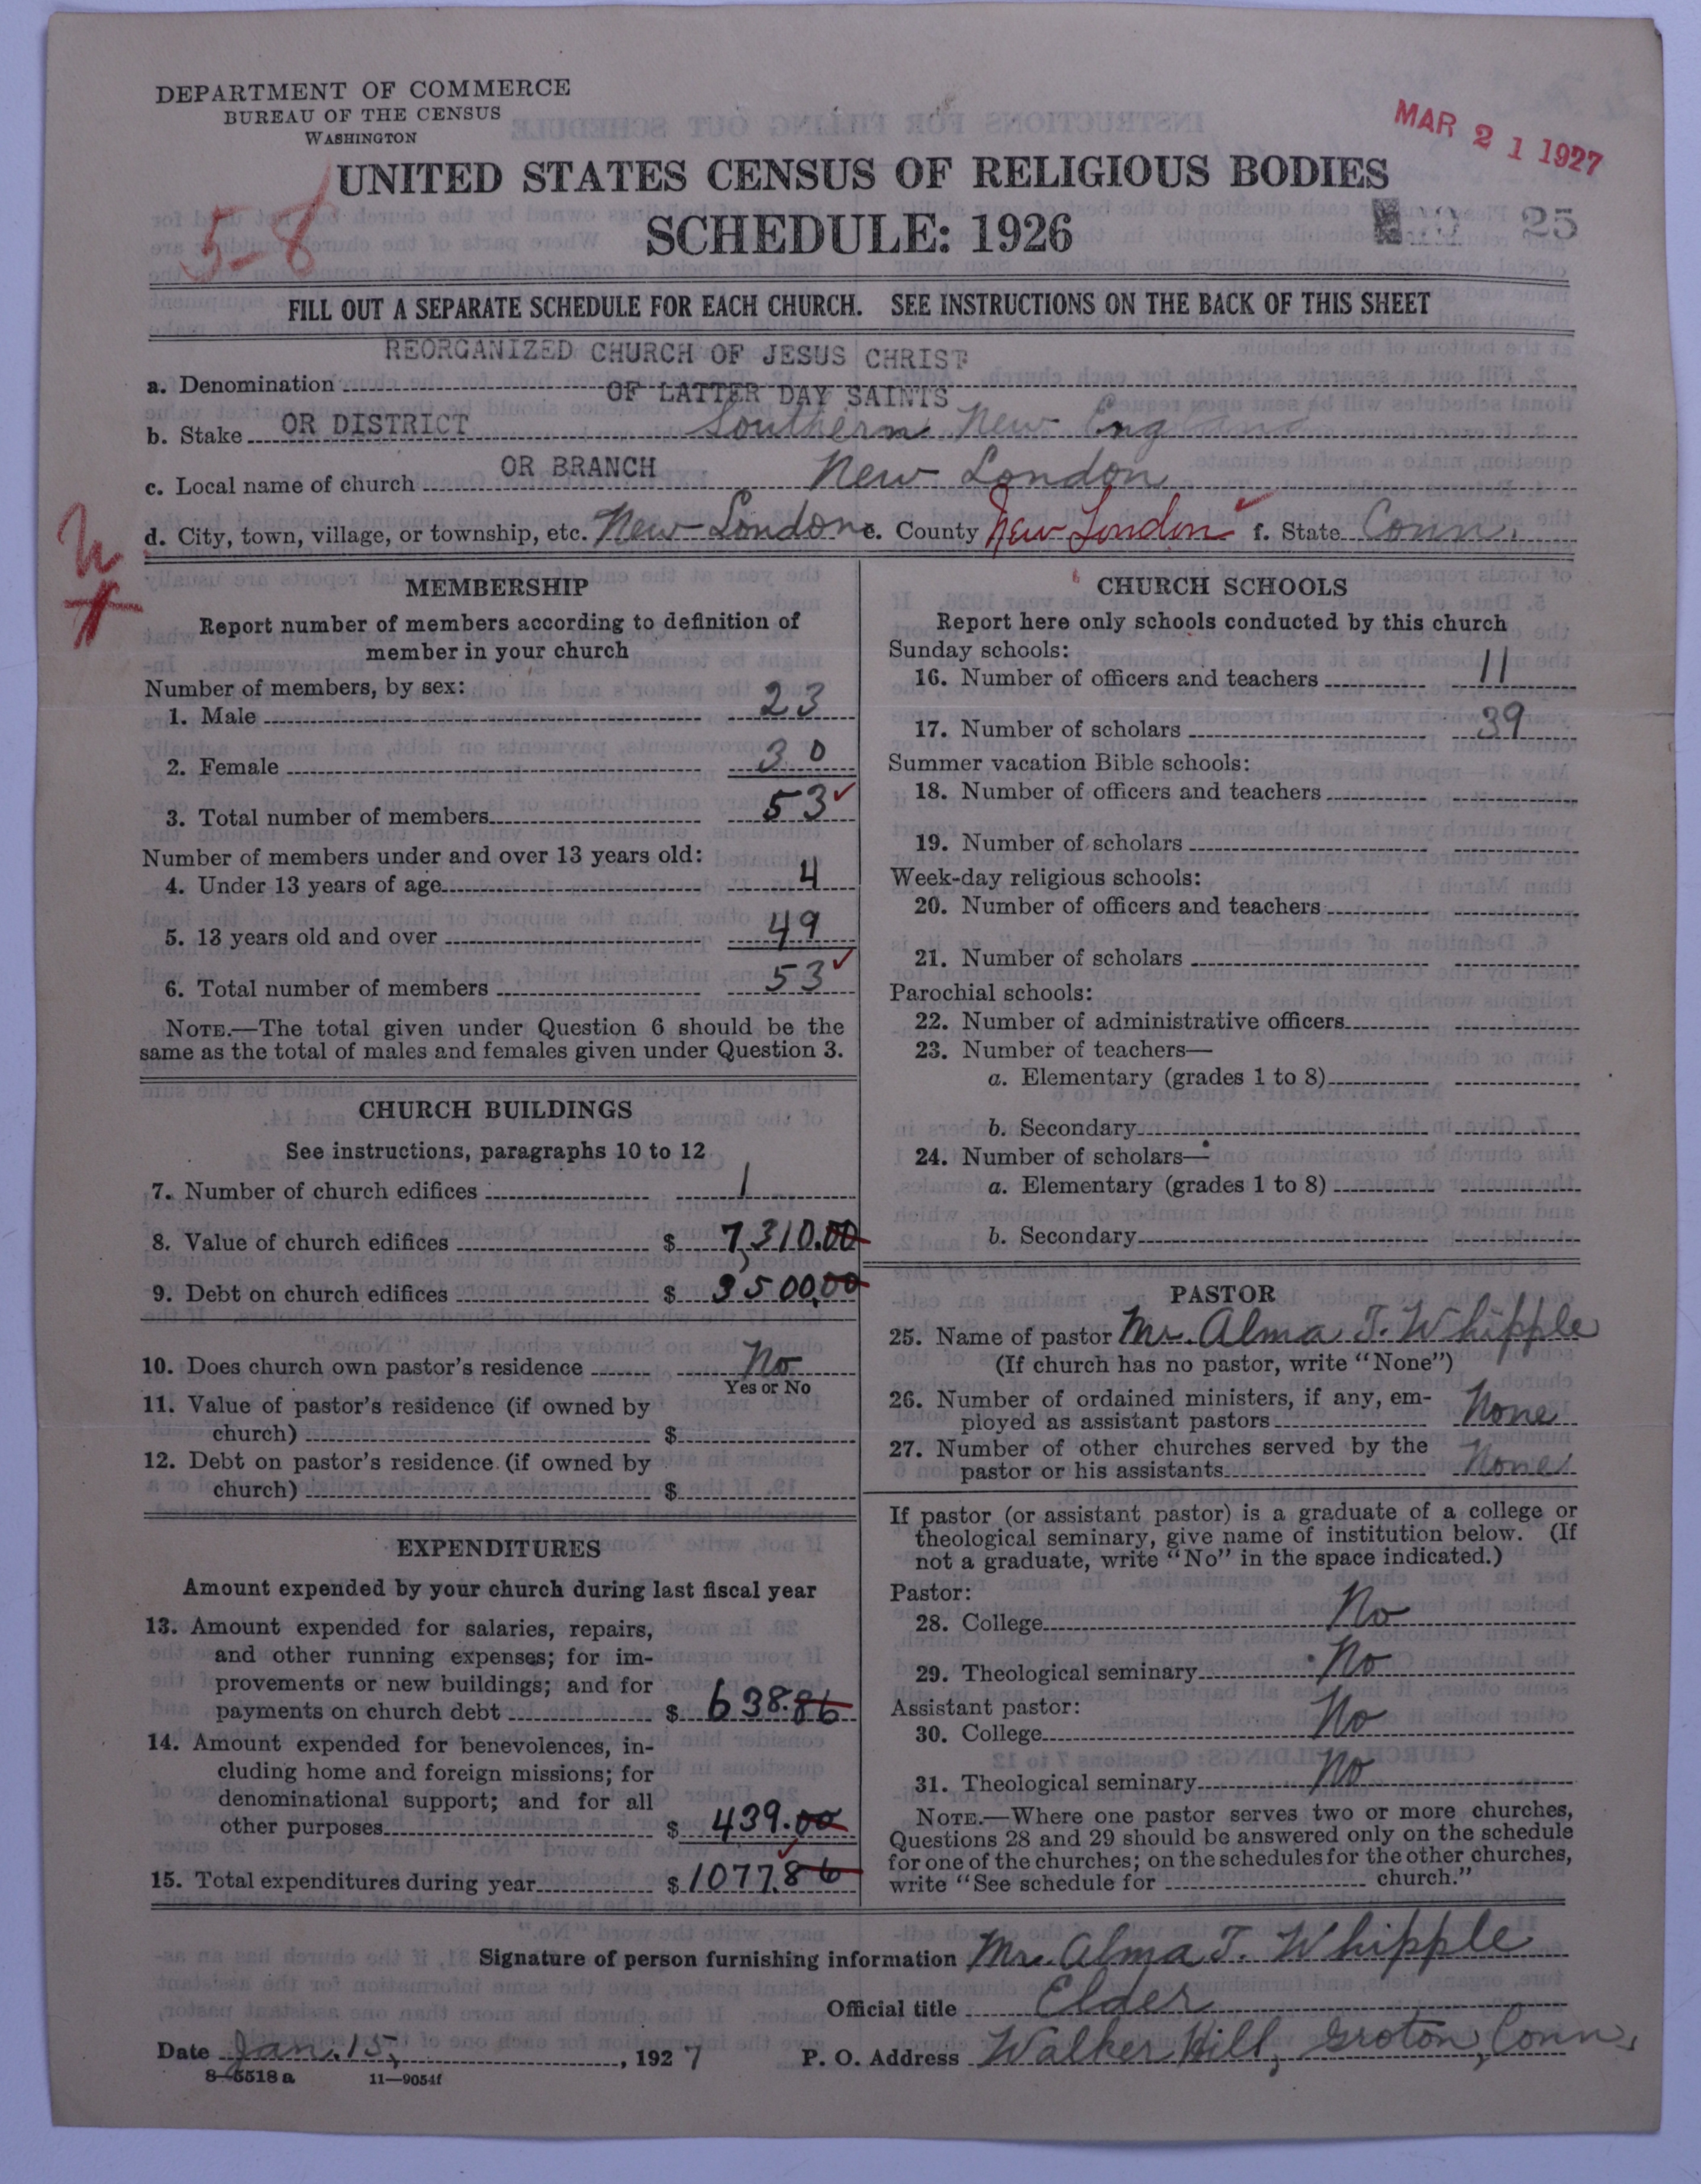 DEPARTMENT OF COMMERCE
BUREAU OF THE CENSUS
WASHINGTON
MAR 21 1927
UNITED STATES CENSUS OF RELIGIOUS BODIES
SCHEDULE: 1926
58
25
FILL OUT A SEPARATE SCHEDULE FOR EACH CHURCH. SEE INSTRUCTIONS ON THE BACK OF THIS SHEET
REORGANIZED CHURCH OF JESUS CHRIST
a. Denomination OF LATTER DAY SAINTS
b. Stake OR DISTRICT Southern New England
c. Local name of church OR BRANCH New London
d. City, town, village, or township, etc. New London e. County New London f. State Conn.
MEMBERSHIP
Report number of members according to definition of
member in your church
Number of members, by sex:
1. Male 23
2. Female 30
3. Total number of members 53
Number of members under and over 13 years old:
4. Under 13 years of age 4
5. 13 years old and over 49
6. Total number of members 53
NOTE.—The total given under Question 6 should be the
same as the total of males and females given under Question 3.
CHURCH BUILDINGS
See instructions, paragraphs 10 to 12
7. Number of church edifices 1
8. Value of church edifices $ 7,310.00
9. Debt on church edifices $ 3500.00
10. Does church own pastor's residence No
Yes or No
11. Value of pastor's residence (if owned by
church) $
12. Debt on pastor's residence (if owned by
church) $
EXPENDITURES
Amount expended by your church during last fiscal year
13. Amount expended for salaries, repairs,
and other running expenses; for im-
provements or new buildings; and for
payments on church debt $ 638.86
14. Amount expended for benevolences, in-
cluding home and foreign missions; for
denominational support; and for all
other purposes $ 439.00
15. Total expenditures during year $ 1077.86
CHURCH SCHOOLS
Report here only schools conducted by this church
Sunday schools:
16. Number of officers and teachers 11
17. Number of scholars 39
Summer vacation Bible schools:
18. Number of officers and teachers
19. Number of scholars
Week-day religious schools:
20. Number of officers and teachers
21. Number of scholars
Parochial schools:
22. Number of administrative officers
23. Number of teachers—
a. Elementary (grades 1 to 8)
b. Secondary
24. Number of scholars—
a. Elementary (grades 1 to 8)
b. Secondary
PASTOR
25. Name of pastor Mr. Alma T. Whipple
(If church has no pastor, write "None")
26. Number of ordained ministers, if any, em-
ployed as assistant pastors None
27. Number of other churches served by the
pastor or his assistants None
If pastor (or assistant pastor) is a graduate of a college or
theological seminary, give name of institution below. (If
not a graduate, write "No" in the space indicated.)
Pastor:
28. College No
29. Theological seminary No
Assistant pastor:
30. College No
31. Theological seminary No
NOTE.—Where one pastor serves two or more churches,
Questions 28 and 29 should be answered only on the schedule
for one of the churches; on the schedules for the other churches,
write "See schedule for church."
Signature of person furnishing information Mr. Alma T. Whipple
Official title Elder
Date Jan. 15, 1927 P. O. Address Walker Hill, Groton, Conn.
8—5518 a 11—9054f